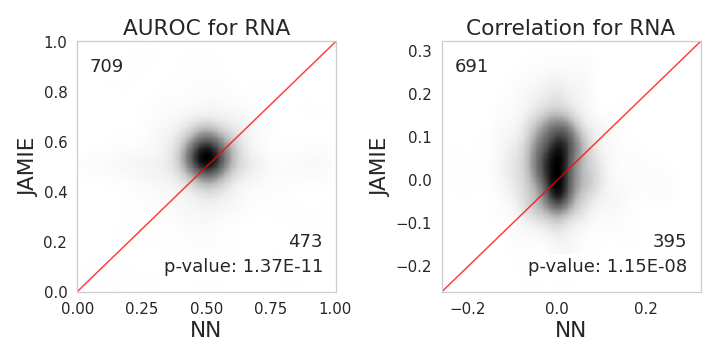 AUROC for RNA
1.0
709
0.8
0.6
JAMIE
0.4
0.2
473
p-value: 1.37E-11
0.0
0.00 0.25 0.50 0.75 1.00
NN
Correlation for RNA
0.3
691
0.2
0.1
JAMIE
0.0
−0.1
395
p-value: 1.15E-08
−0.2
−0.2 0.0 0.2
NN